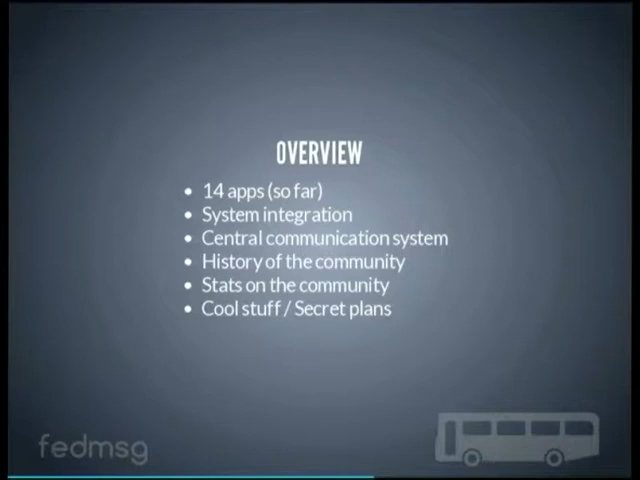 OVERVIEW
• 14 apps (so far)
• System integration
• Central communication system
• History of the community
• Stats on the community
• Cool stuff / Secret plans
fedmsg